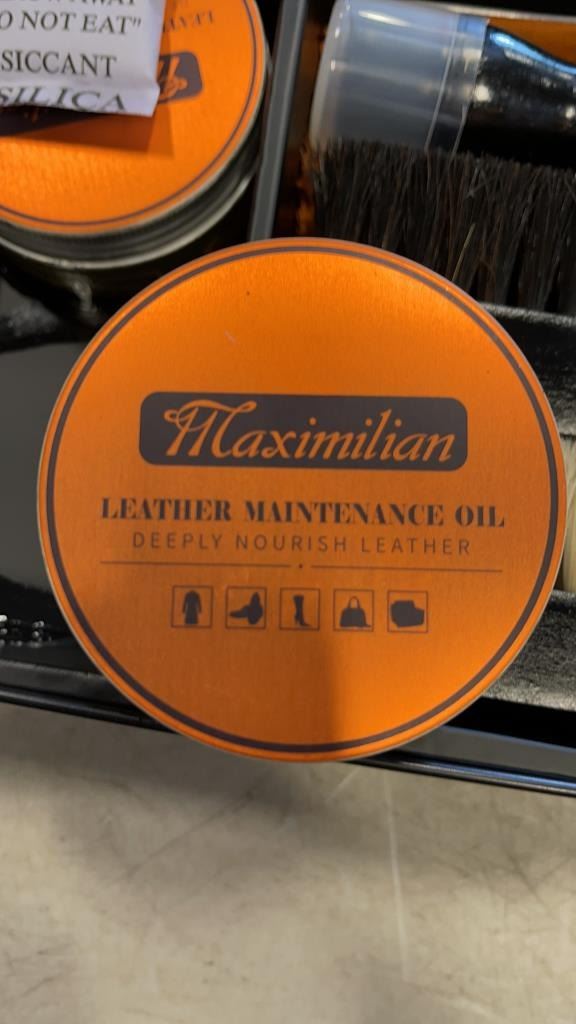 O NOT EAT"
SICCANT
SILICA
Maximilian
LEATHER MAINTENANCE OIL
DEEPLY NOURISH LEATHER